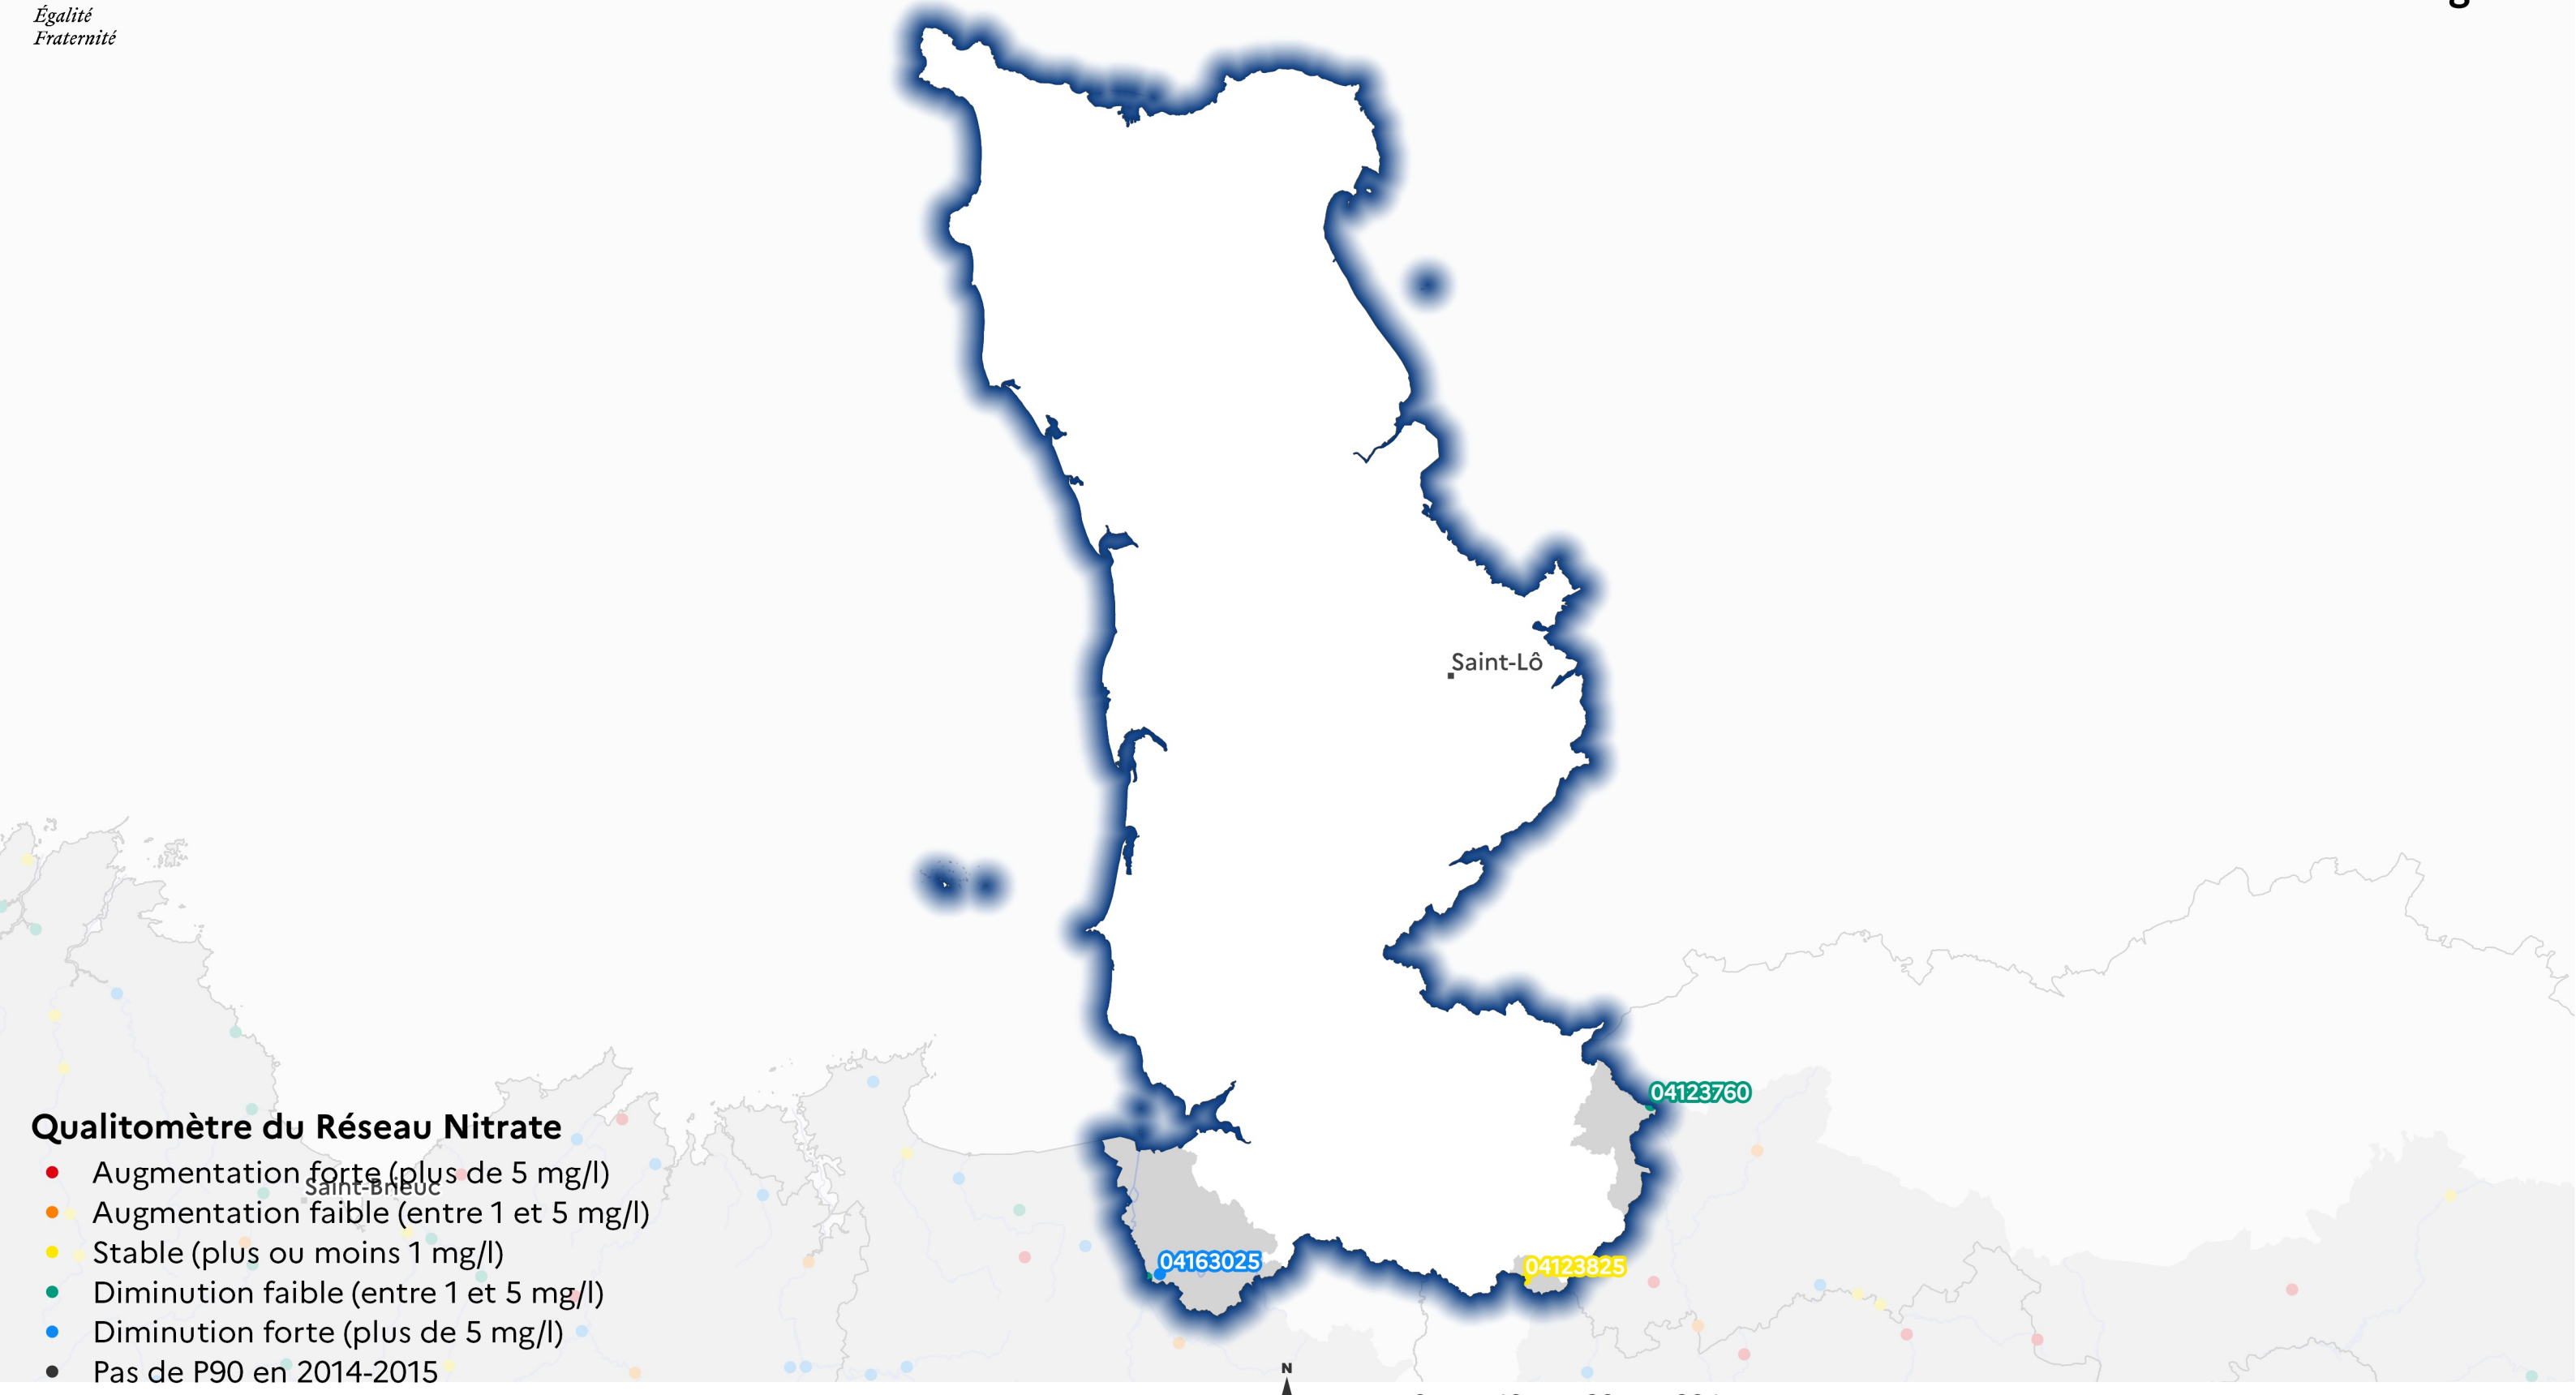 Égalité
Fraternité
Saint-Lô
04123760
04163025
04123825
Saint-Brieuc
Qualitomètre du Réseau Nitrate
Augmentation forte (plus de 5 mg/l)
Augmentation faible (entre 1 et 5 mg/l)
Stable (plus ou moins 1 mg/l)
Diminution faible (entre 1 et 5 mg/l)
Diminution forte (plus de 5 mg/l)
Pas de P90 en 2014-2015
N